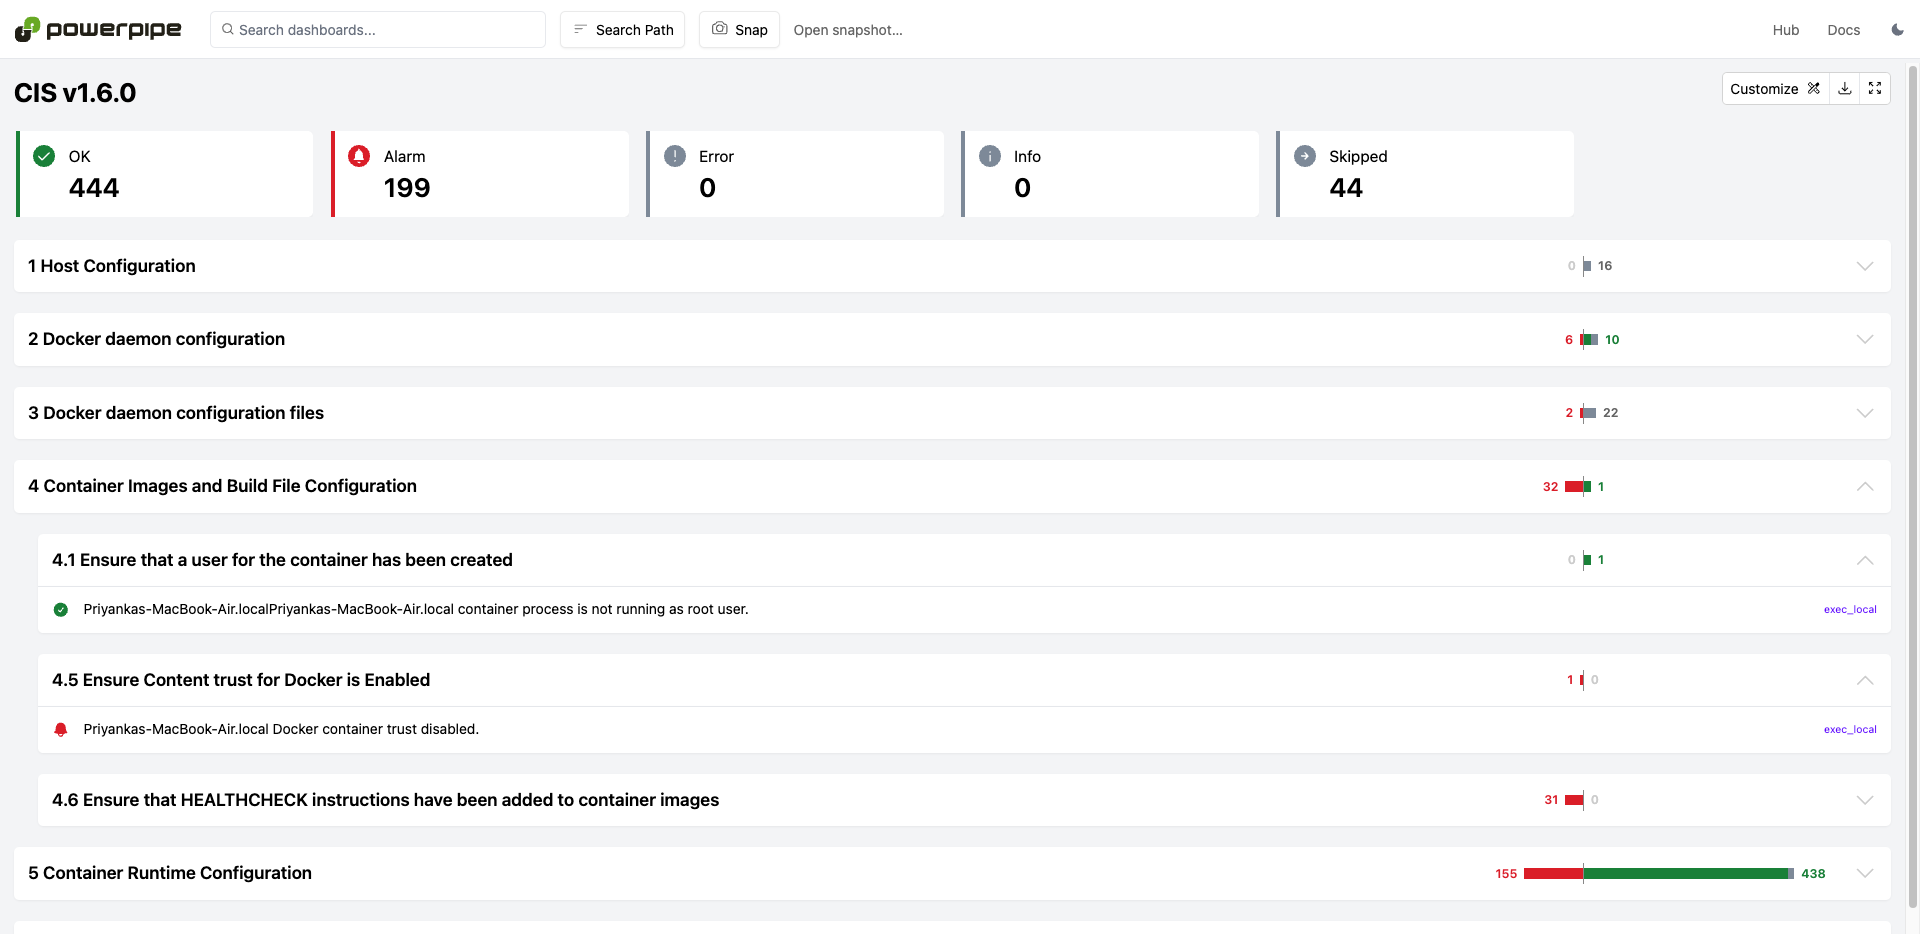 powerpipe
Search dashboards...
Search Path
Snap
Open snapshot...
Hub
Docs
CIS v1.6.0
Customize
OK
444
Alarm
199
Error
0
Info
0
Skipped
44
1 Host Configuration
0 16
2 Docker daemon configuration
6 10
3 Docker daemon configuration files
2 22
4 Container Images and Build File Configuration
32 1
4.1 Ensure that a user for the container has been created
0 1
Priyankas-MacBook-Air.localPriyankas-MacBook-Air.local container process is not running as root user.
exec_local
4.5 Ensure Content trust for Docker is Enabled
1 0
Priyankas-MacBook-Air.local Docker container trust disabled.
exec_local
4.6 Ensure that HEALTHCHECK instructions have been added to container images
31 0
5 Container Runtime Configuration
155 438